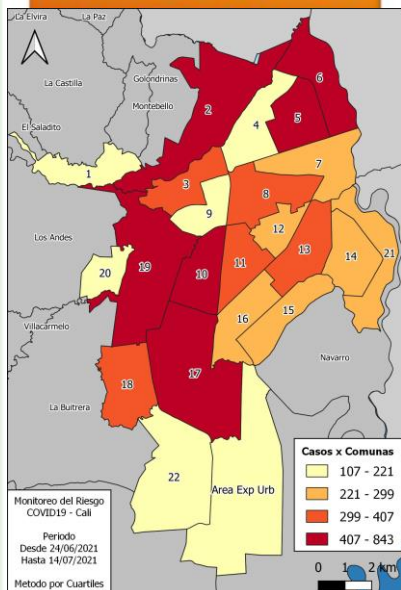 La Elvira
La Paz
La Castilla
Golondrinas
Montebello
El Saladito
Los Andes
Villacarmelo
La Buitrera
Navarro
1
2
3
4
5
6
7
8
9
10
11
12
13
14
15
16
17
18
19
20
21
22
Area Exp Urb
Monitoreo del Riesgo
COVID19 - Cali
Periodo
Desde 24/06/2021
Hasta 14/07/2021
Metodo por Cuartiles
Casos x Comunas
107 - 221
221 - 299
299 - 407
407 - 843
0 1 2 km